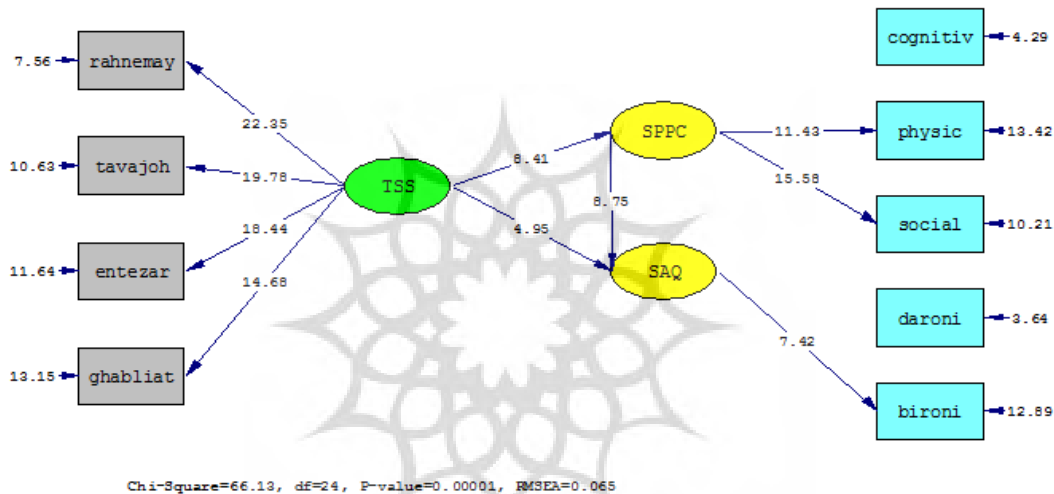 cognitiv
4.29
7.56
rahnemay
22.35
SPPC
11.43
physic
13.42
8.41
15.58
10.63
tavajoh
19.78
TSS
8.75
social
10.21
18.44
4.95
11.64
entezar
SAQ
14.68
daroni
3.64
7.42
13.15
ghabliat
bironi
12.89
Chi-Square=66.13, df=24, P-value=0.00001, RMSEA=0.065